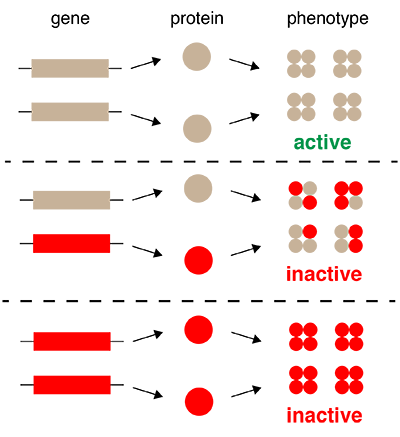 gene protein phenotype
active
inactive
inactive